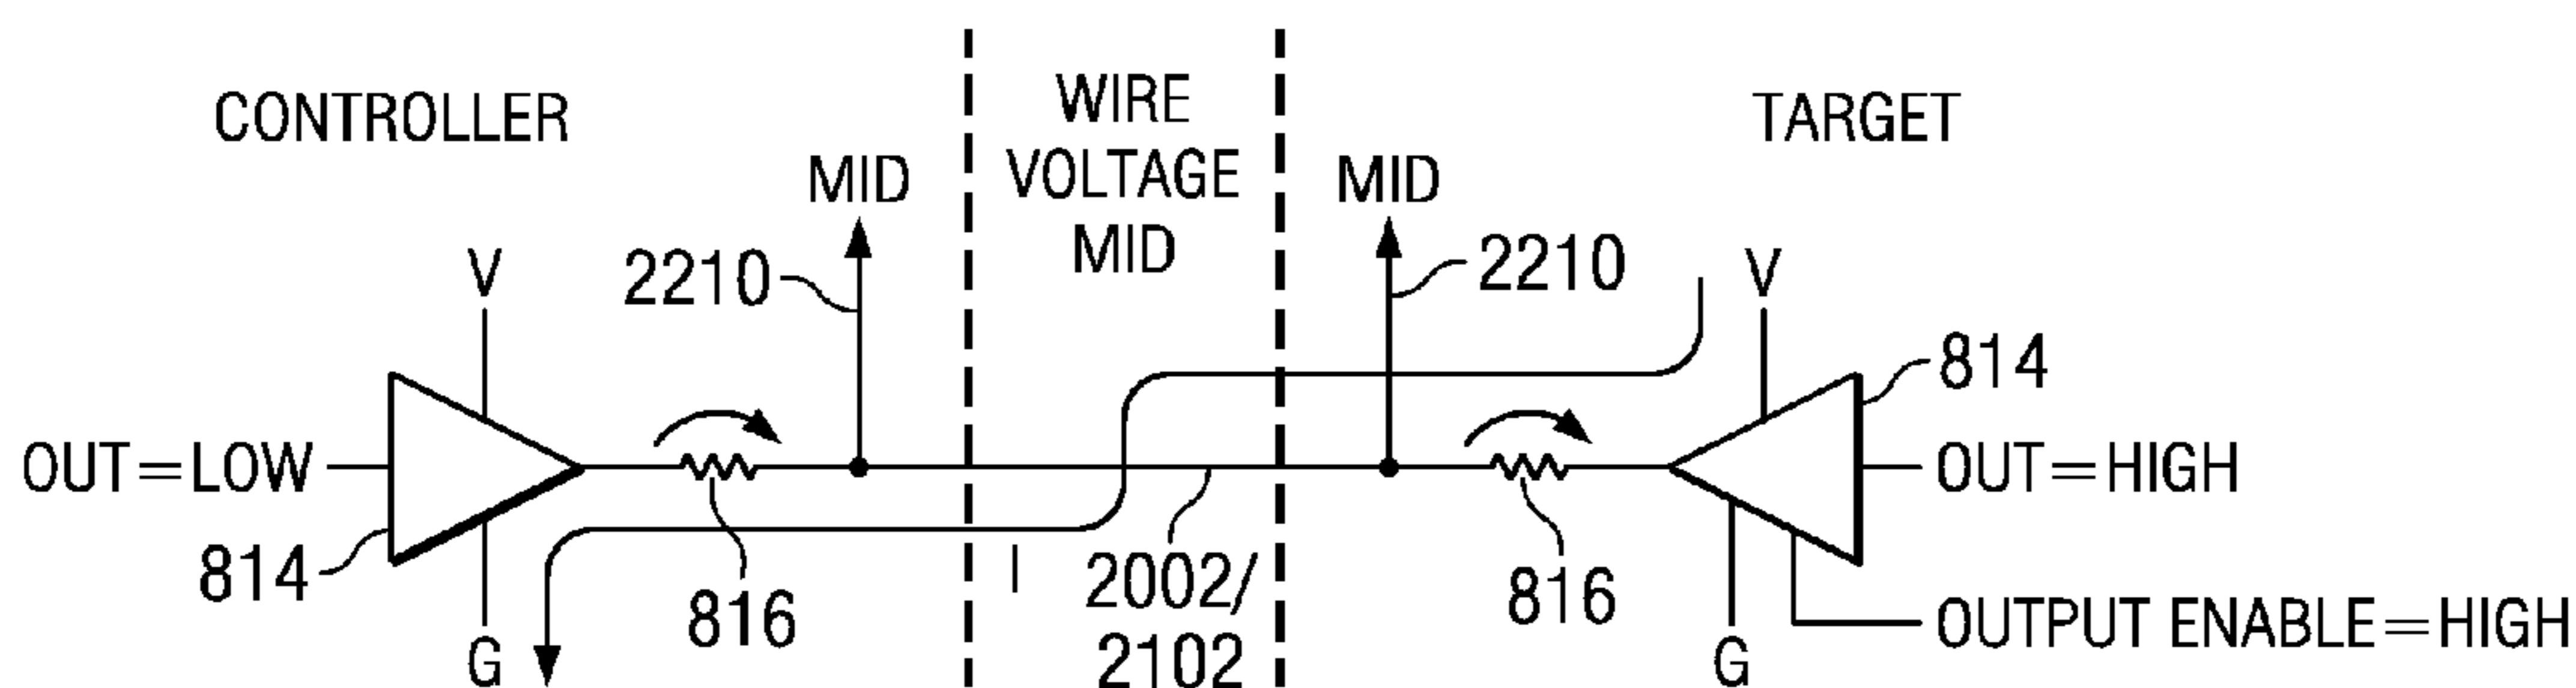 CONTROLLER
WIRE
VOLTAGE
MID
TARGET
MID
MID
V
2210
2210
V
814
OUT=LOW
OUT=HIGH
814
816
I
2002/
2102
816
G
G
OUTPUT ENABLE=HIGH